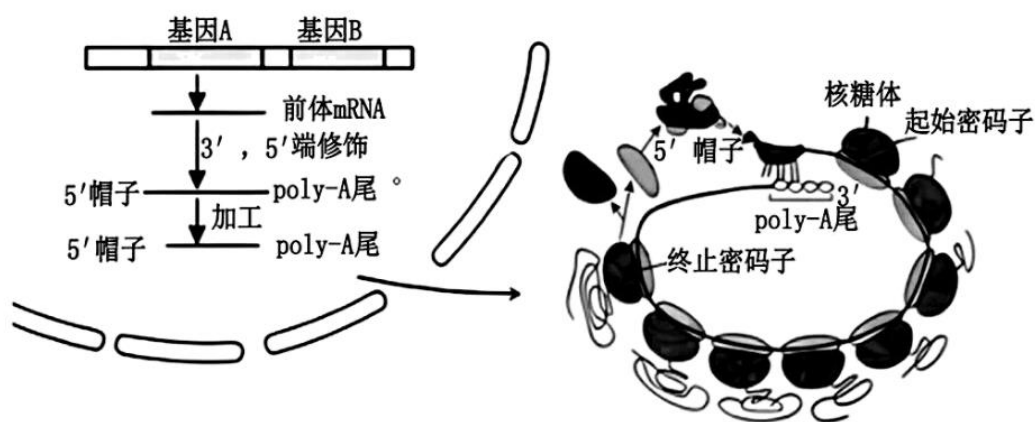 基因A 基因B
前体mRNA
3′，5′端修饰
5′帽子 poly-A尾。
加工
5′帽子 poly-A尾
核糖体
起始密码子
5′ 帽子
3′
poly-A尾
终止密码子